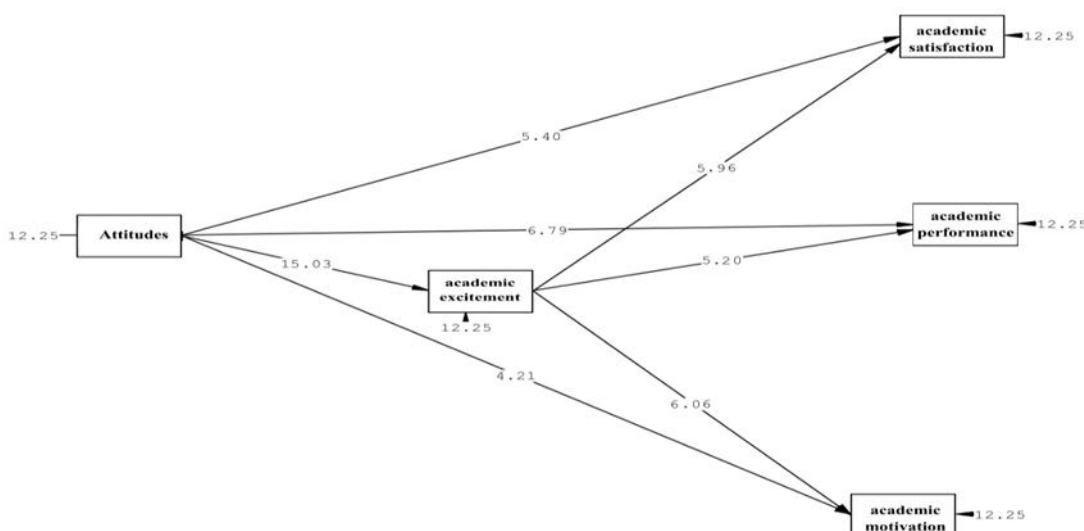 academic
satisfaction
12.25
5.40
5.96
12.25
Attitudes
6.79
academic
performance
12.25
15.03
5.20
academic
excitement
12.25
4.21
6.06
academic
motivation
12.25